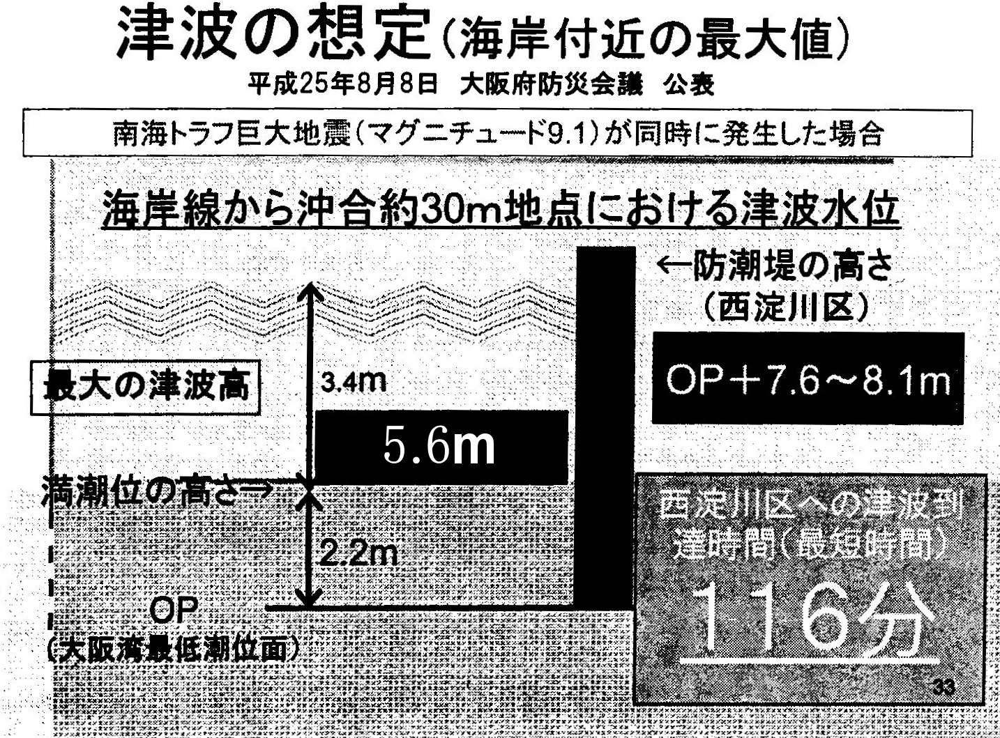 津波の想定(海岸付近の最大値)
平成25年8月8日 大阪府防災会議 公表
南海トラフ巨大地震(マグニチュード9.1)が同時に発生した場合
海岸線から沖合約30m地点における津波水位
←防潮堤の高さ
(西淀川区)
OP+7.6~8.1m
最大の津波高
3.4m
5.6m
満潮位の高さ→
2.2m
OP
(大阪湾最低潮位面)
西淀川区への津波到
達時間(最短時間)
116分
33